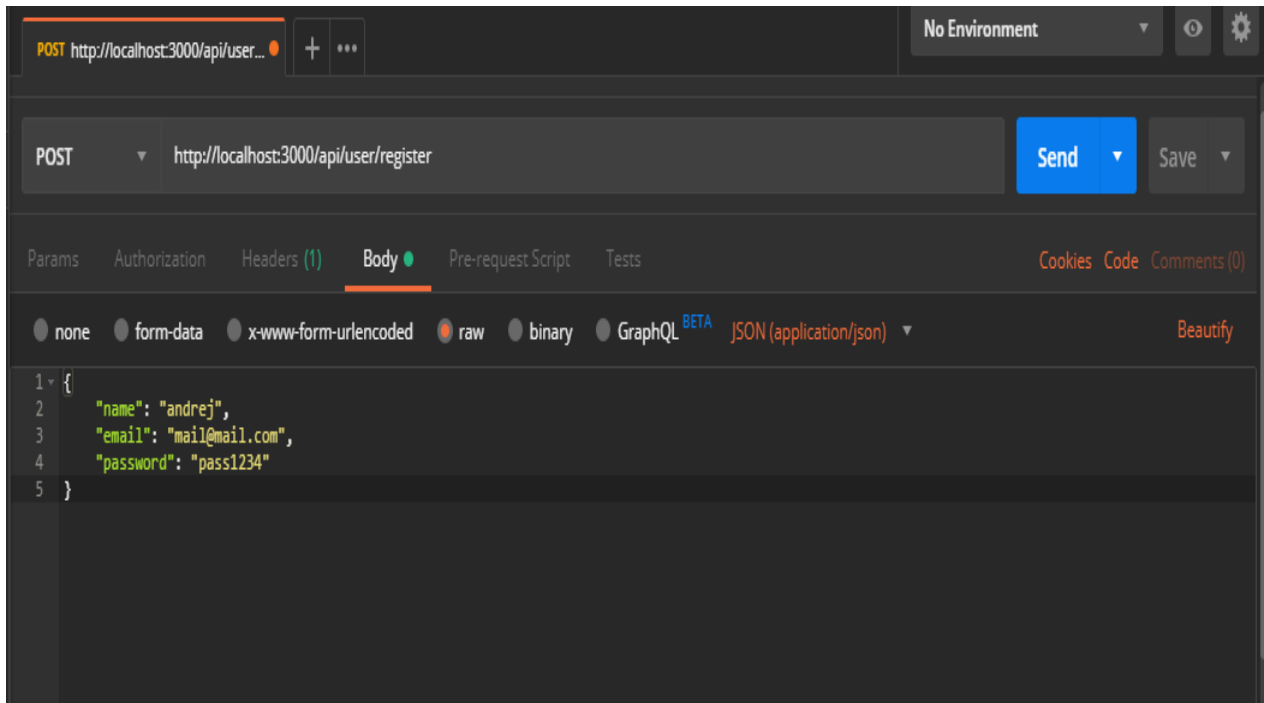 POST http://localhost:3000/api/user... + ••• No Environment
POST http://localhost:3000/api/user/register Send Save
Params Authorization Headers (1) Body Pre-request Script Tests Cookies Code Comments (0)
none form-data x-www-form-urlencoded raw binary GraphQL BETA JSON (application/json) Beautify
1 {
2 "name": "andrej",
3 "email": "mail@mail.com",
4 "password": "pass1234"
5 }